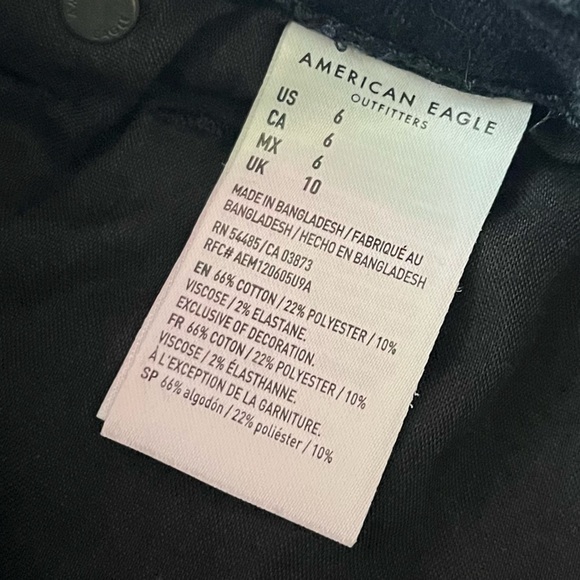 AMERICAN EAGLE
OUTFITTERS
US 6
CA 6
MX 6
UK 10
MADE IN BANGLADESH / FABRIQUÉ AU
BANGLADESH / HECHO EN BANGLADESH
RN 54485 / CA 03873
RFC# AEM120605U9A
EN 66% COTTON / 22% POLYESTER / 10%
VISCOSE / 2% ELASTANE.
EXCLUSIVE OF DECORATION.
FR 66% COTON / 22% POLYESTER / 10%
VISCOSE / 2% ÉLASTHANNE.
À L'EXCEPTION DE LA GARNITURE.
SP 66% algodón / 22% poliéster / 10%